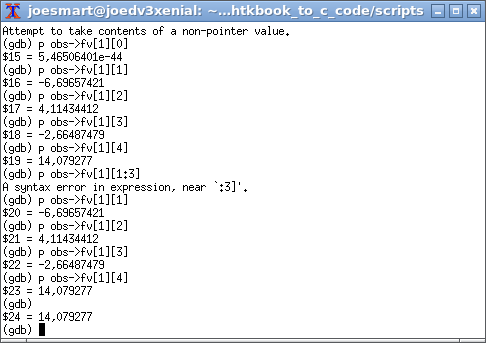 joesmart@joedv3xenial: ~...htkbook_to_c_code/scripts
Attempt to take contents of a non-pointer value.
(gdb) p obs->fv[1][0]
$15 = 5,46506401e-44
(gdb) p obs->fv[1][1]
$16 = -6,69657421
(gdb) p obs->fv[1][2]
$17 = 4,11434412
(gdb) p obs->fv[1][3]
$18 = -2,66487479
(gdb) p obs->fv[1][4]
$19 = 14,079277
(gdb) p obs->fv[1][1:3]
A syntax error in expression, near `:3]'.
(gdb) p obs->fv[1][1]
$20 = -6,69657421
(gdb) p obs->fv[1][2]
$21 = 4,11434412
(gdb) p obs->fv[1][3]
$22 = -2,66487479
(gdb) p obs->fv[1][4]
$23 = 14,079277
(gdb)
$24 = 14,079277
(gdb)